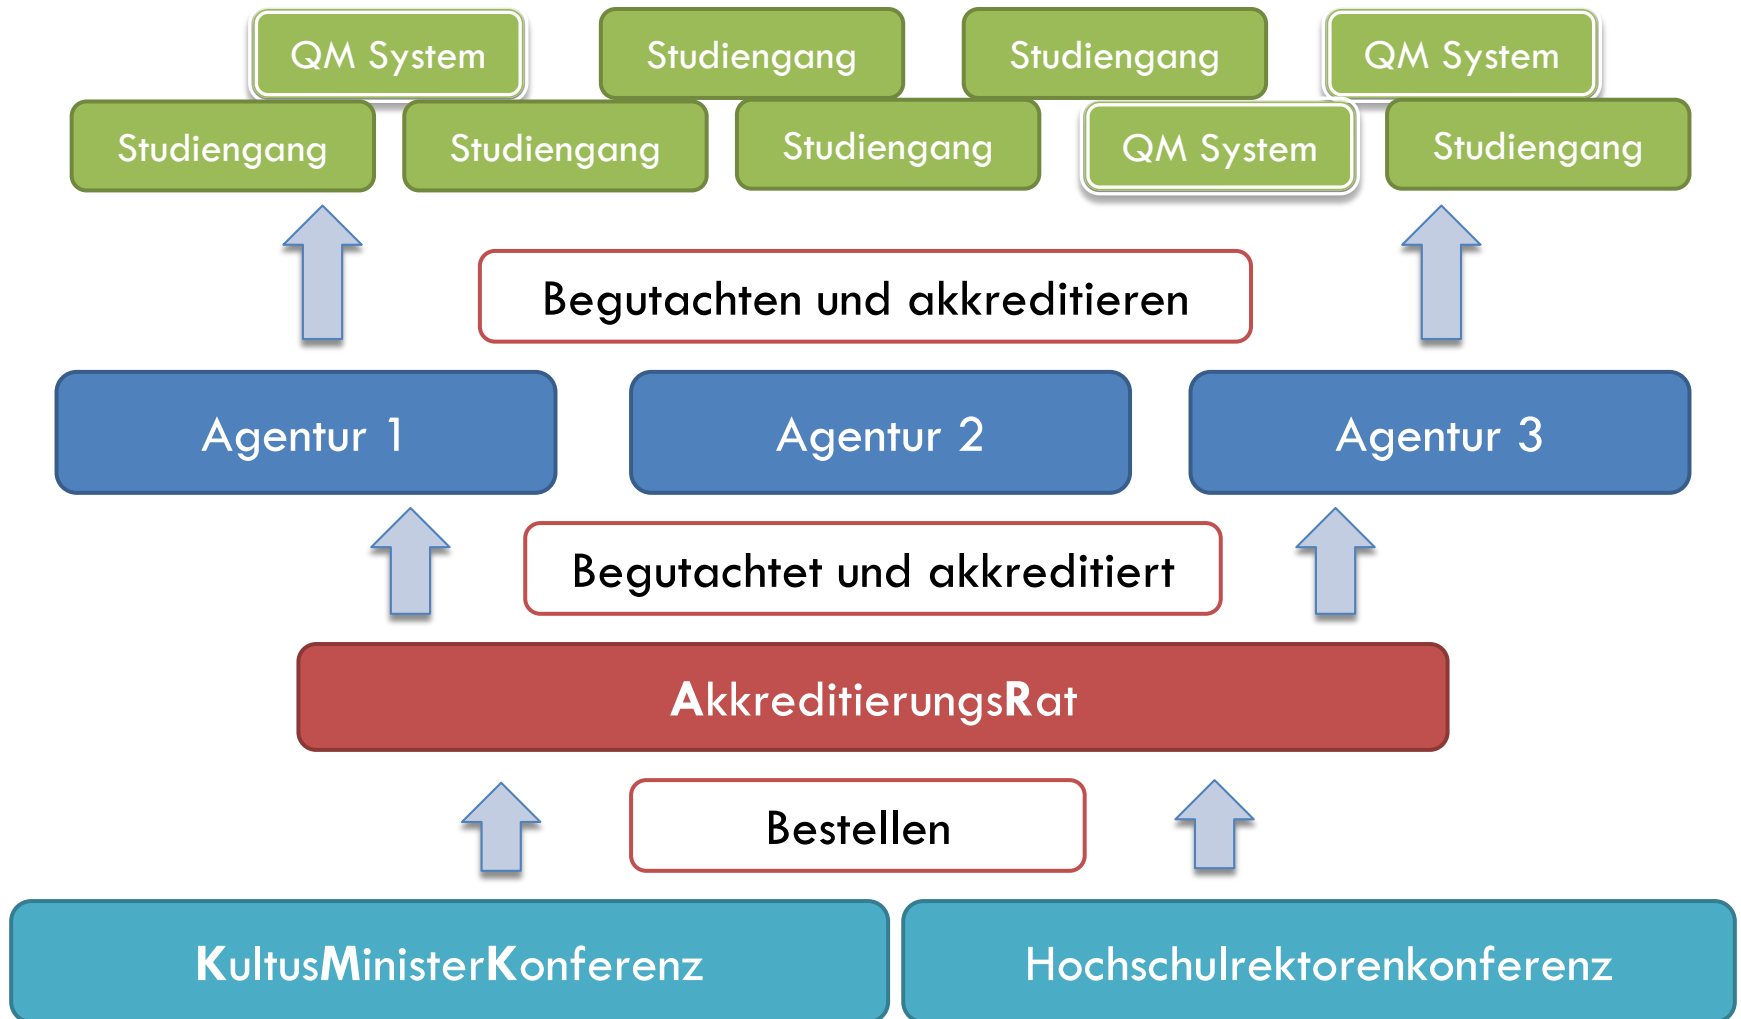 QM System
Studiengang
Studiengang
QM System
Studiengang
Studiengang
Studiengang
QM System
Studiengang
Begutachten und akkreditieren
Agentur 1
Agentur 2
Agentur 3
Begutachtet und akkreditiert
AkkreditierungsRat
Bestellen
KultusMinisterKonferenz
Hochschulrektorenkonferenz